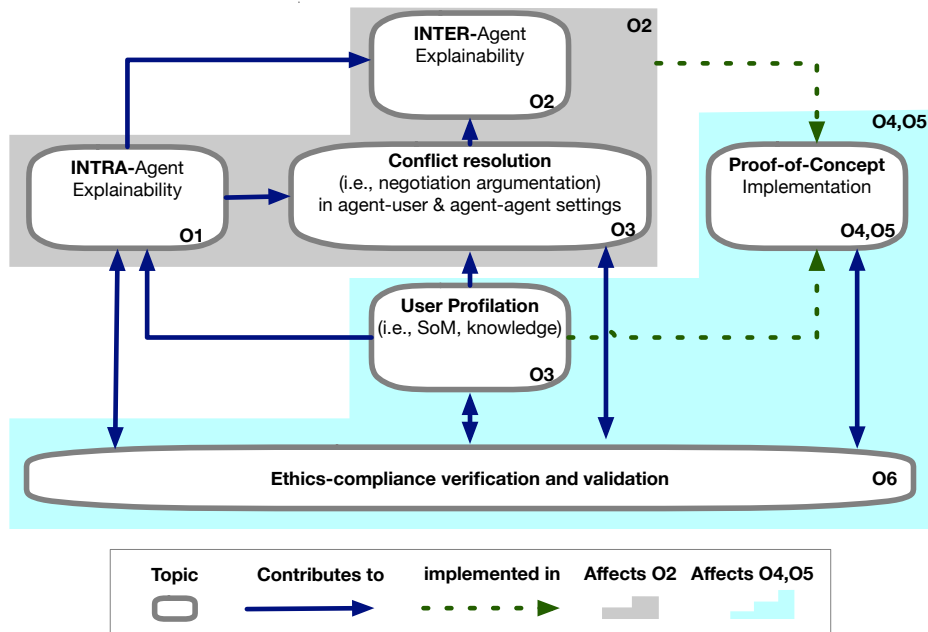 INTER-Agent
Explainability
O2
O2
INTRA-Agent
Explainability
O1
Conflict resolution
(i.e., negotiation argumentation)
in agent-user & agent-agent settings
O3
O4,O5
Proof-of-Concept
Implementation
O4,O5
User Profilation
(i.e., SoM, knowledge)
O3
Ethics-compliance verification and validation
O6
Topic
Contributes to
implemented in
Affects O2
Affects O4,O5